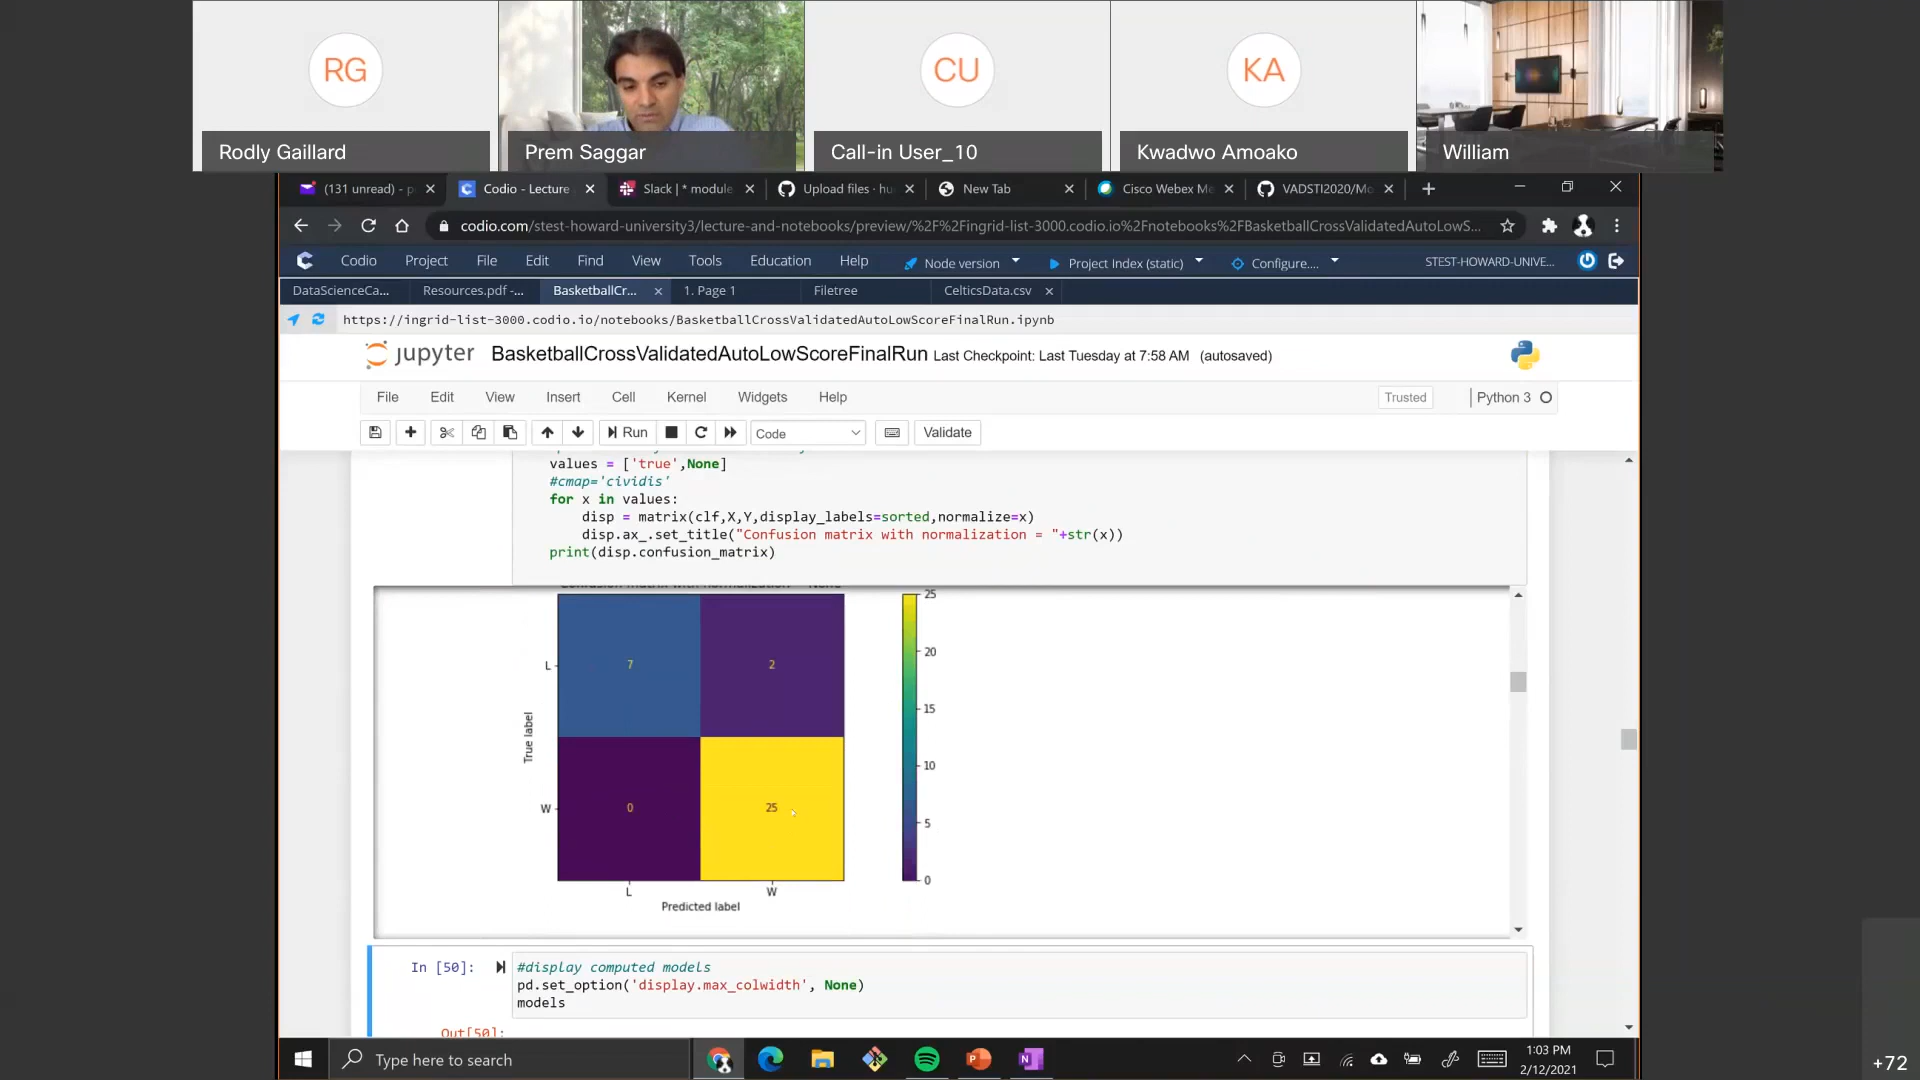 RG
CU
KA
Rodly Gaillard
Prem Saggar
Call-in User_10
Kwadwo Amoako
William
(131 unread) - p
Codio - Lecture
Slack | * module
Upload files · hu
New Tab
Cisco Webex Me
VADSTI2020/Mo
codio.com/stest-howard-university3/lecture-and-notebooks/preview/%2F%2Fingrid-list-3000.codio.io%2Fnotebooks%2FBasketballCrossValidatedAutoLowS...
Codio
Project
File
Edit
Find
View
Tools
Education
Help
Node version
Project Index (static)
Configure....
STEST-HOWARD-UNIVE...
DataScienceCa...
Resources.pdf -...
BasketballCr...
1. Page 1
Filetree
CelticsData.csv
https://ingrid-list-3000.codio.io/notebooks/BasketballCrossValidatedAutoLowScoreFinalRun.ipynb
jupyter
BasketballCrossValidatedAutoLowScoreFinalRun Last Checkpoint: Last Tuesday at 7:58 AM (autosaved)
File
Edit
View
Insert
Cell
Kernel
Widgets
Help
Trusted
Python 3
Run
Code
Validate
values = ['true',None]
#cmap='cividis'
for x in values:
disp = matrix(clf,X,Y,display_labels=sorted,normalize=x)
disp.ax_.set_title("Confusion matrix with normalization = "+str(x))
print(disp.confusion_matrix)
25
20
15
10
5
0
7
2
0
25
L
W
True label
L
W
Predicted label
In [50]:
#display computed models
pd.set_option('display.max_colwidth', None)
models
Out[50]:
Type here to search
1:03 PM
2/12/2021
+72